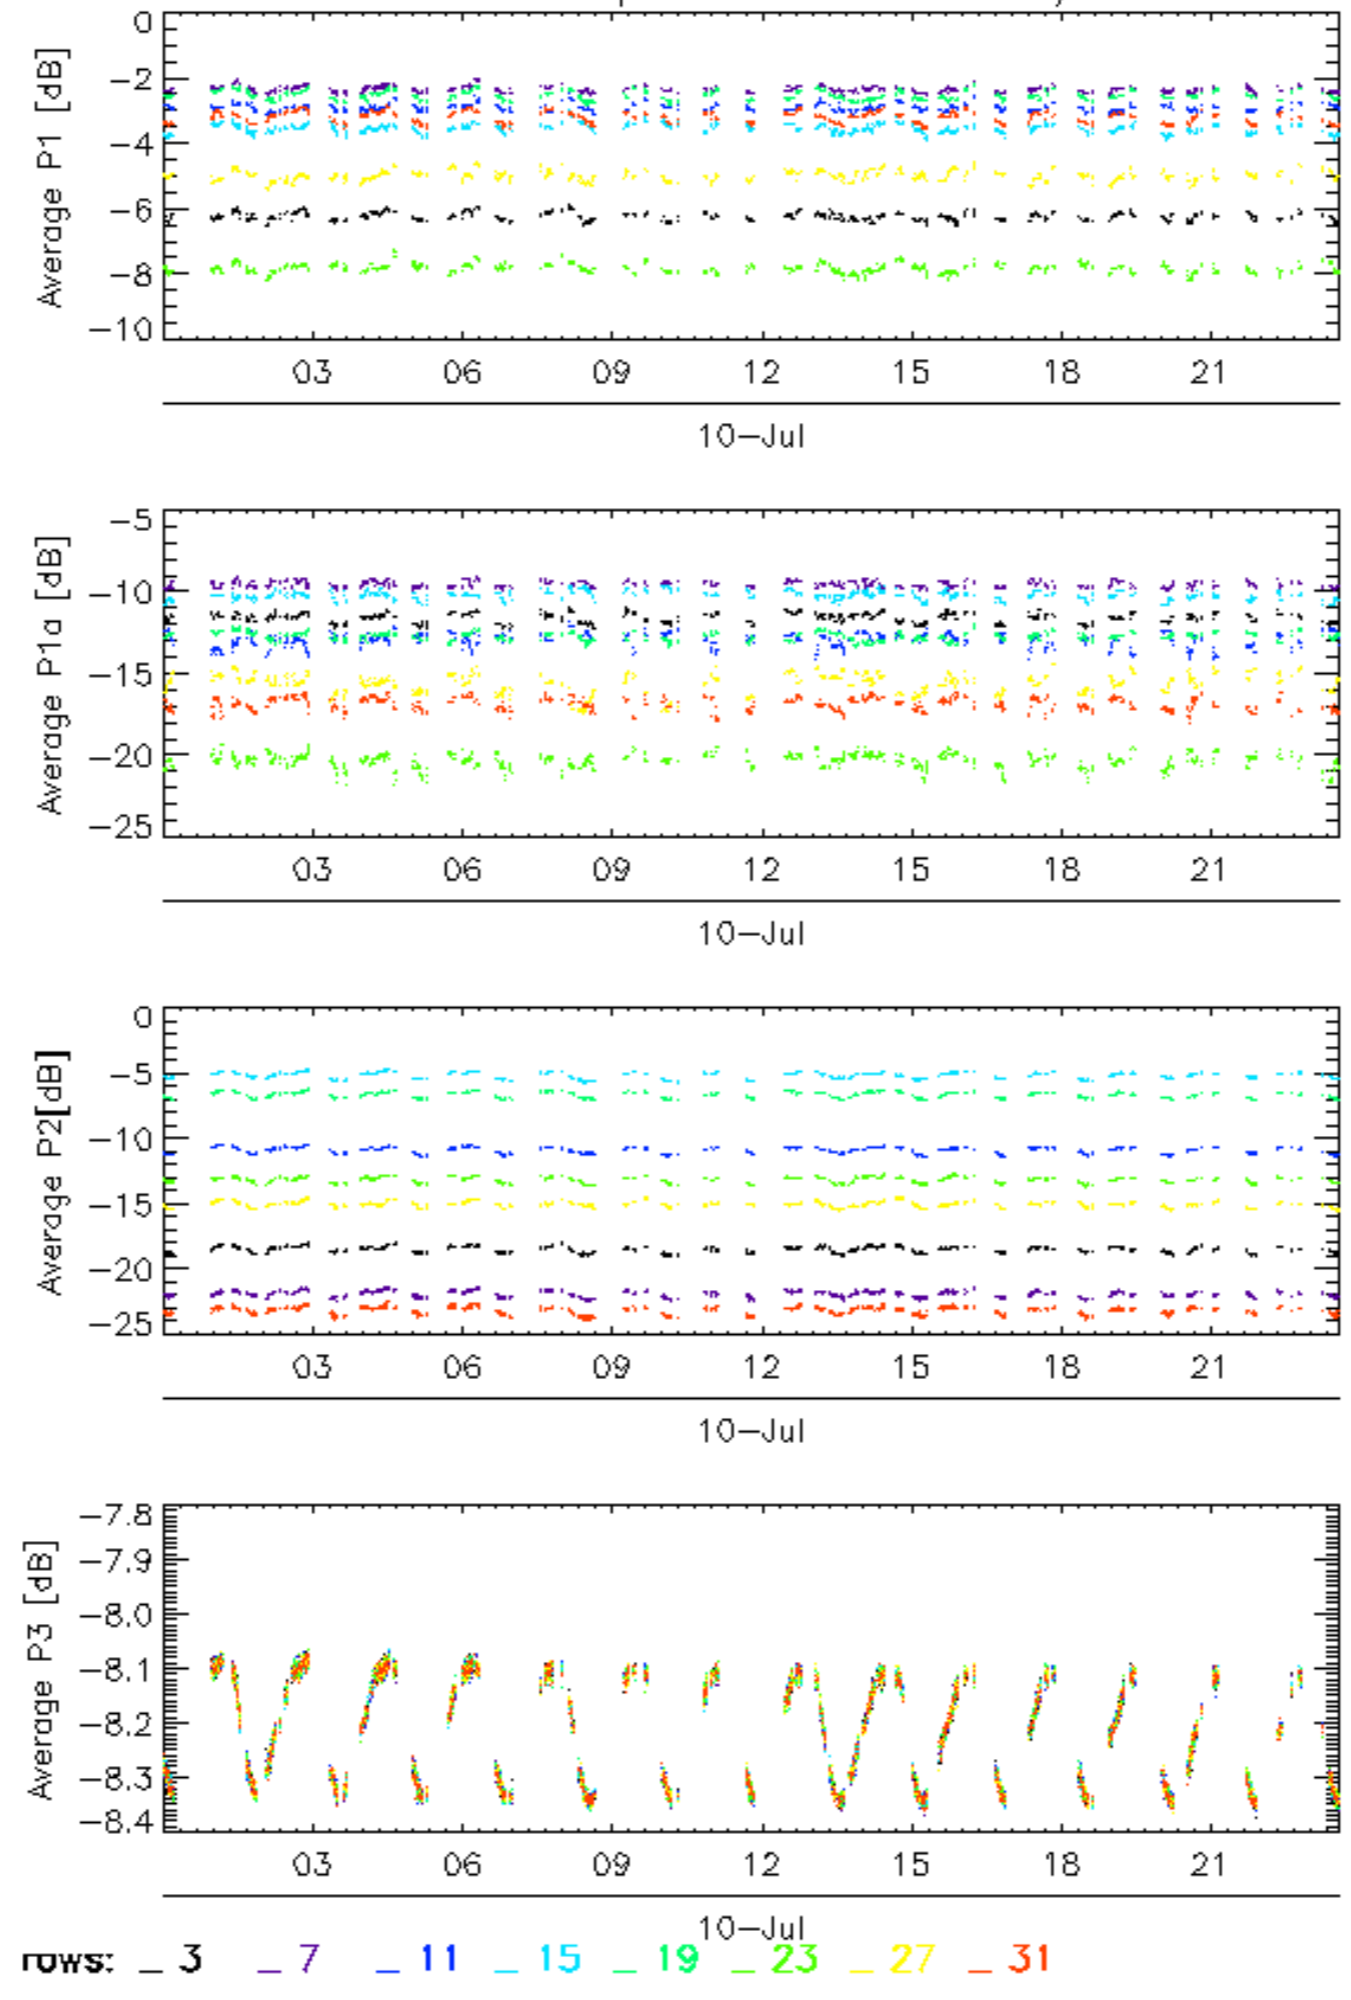 0
−2
−4
−6
−8
−10
Average P1 [dB]
03 06 09 12 15 18 21
10−Jul
−5
−10
−15
−20
−25
Average P1a [dB]
03 06 09 12 15 18 21
10−Jul
0
−5
−10
−15
−20
−25
Average P2[dB]
03 06 09 12 15 18 21
10−Jul
−7.8
−7.9
−8.0
−8.1
−8.2
−8.3
−8.4
Average P3 [dB]
03 06 09 12 15 18 21
10−Jul
rows: _ 3 _ 7 _ 11 _ 15 _ 19 _ 23 _ 27 _ 31